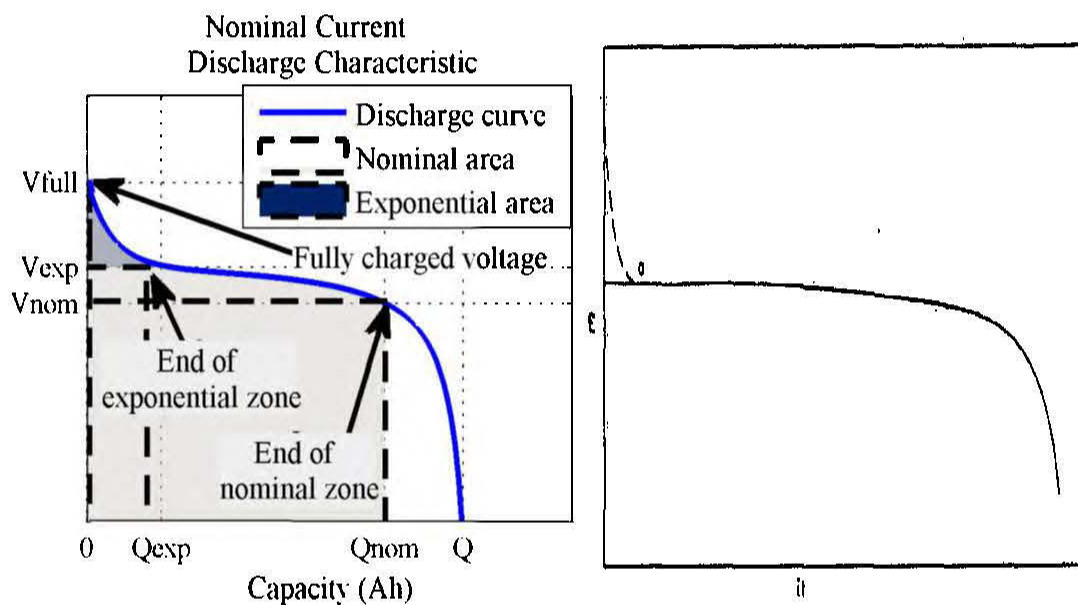 Nominal Current
Discharge Characteristic
Discharge curve
Nominal area
Exponential area
Vfull
Fully charged voltage
Vexp
Vnom
End of
exponential zone
End of
nominal zone
0
Qexp
Qnom
Q
Capacity (Ah)
E
it